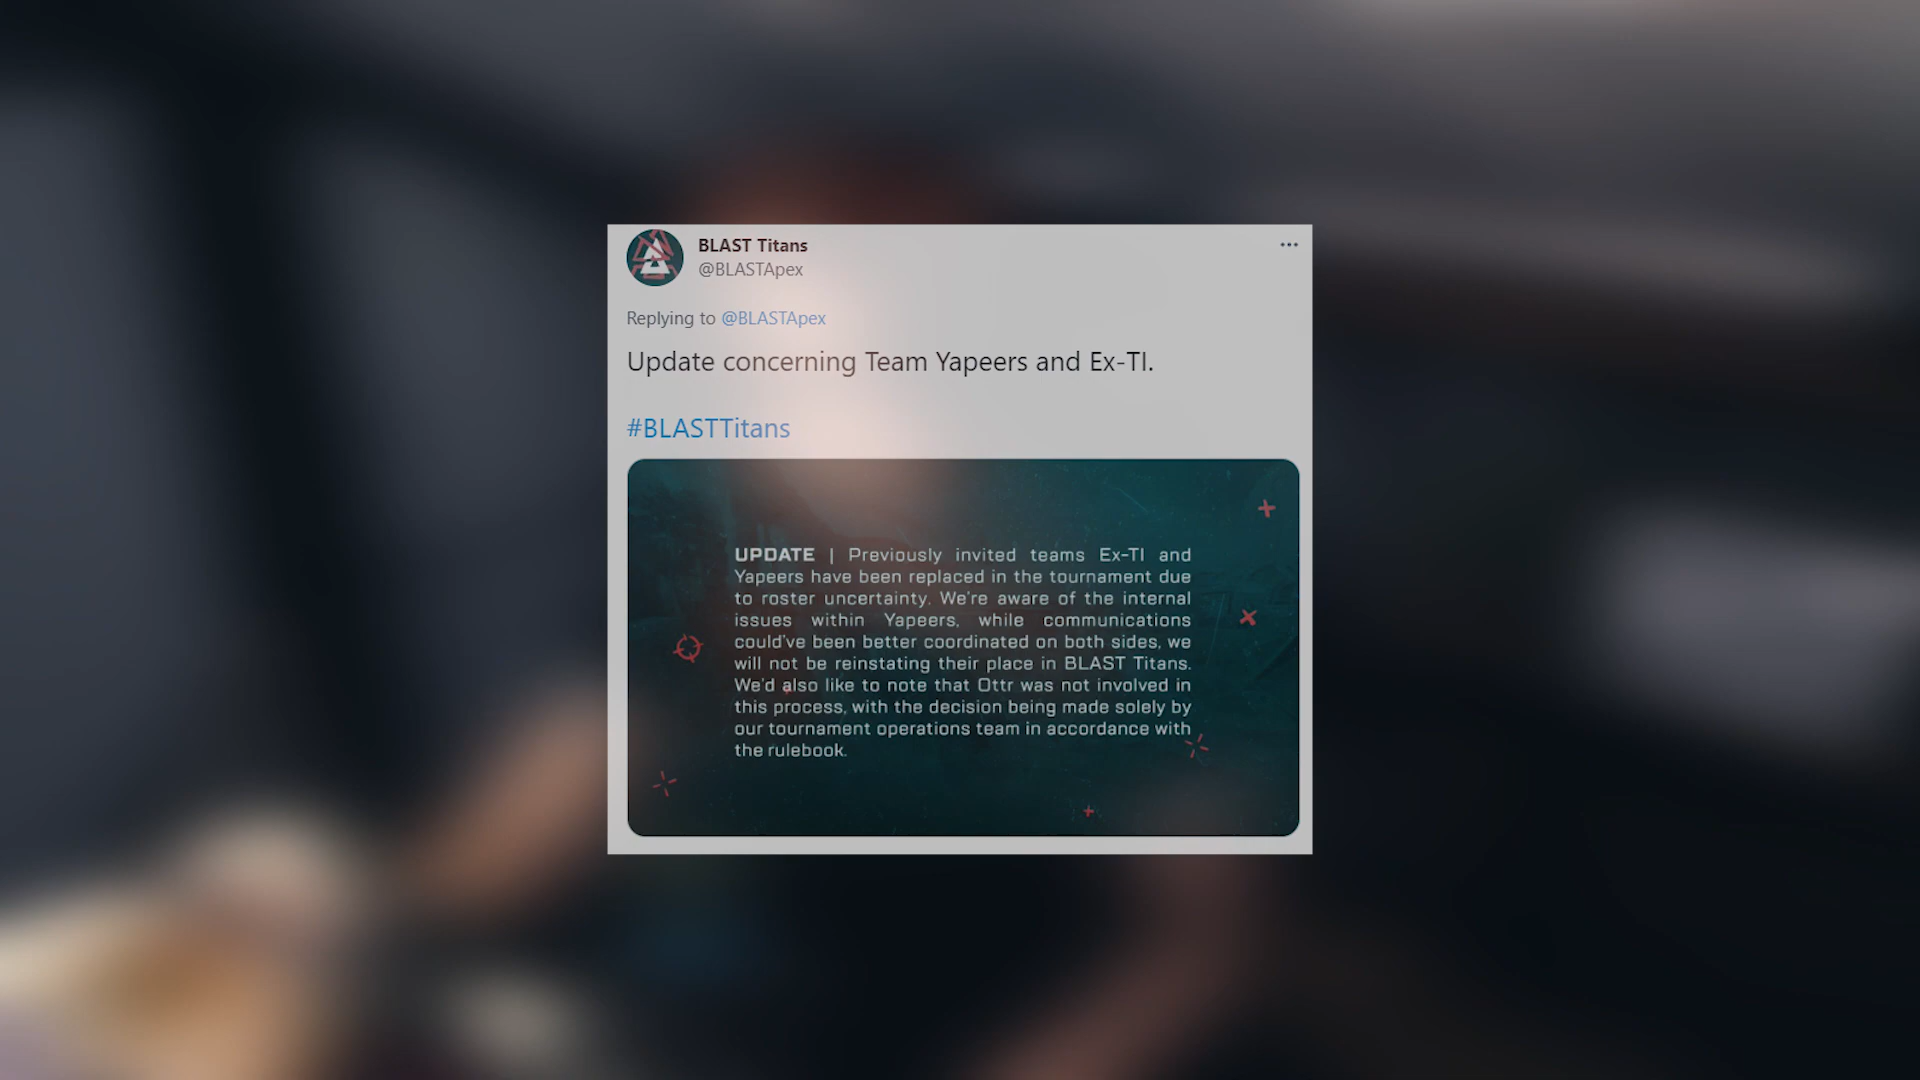 BLAST Titans
@BLASTApex
Replying to @BLASTApex
Update concerning Team Yapeers and Ex-TI.
#BLASTTitans
UPDATE | Previously invited teams Ex-TI and
Yapeers have been replaced in the tournament due
to roster uncertainty. We're aware of the internal
issues within Yapeers, while communications
could've been better coordinated on both sides, we
will not be reinstating their place in BLAST Titans.
We'd also like to note that Ottr was not involved in
this process, with the decision being made solely by
our tournament operations team in accordance with
the rulebook.